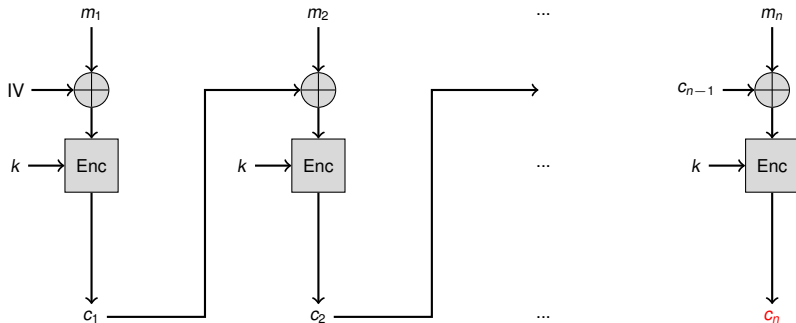 m₁ m₂ ... mₙ
IV cₙ₋₁
k Enc k Enc ... k Enc
c₁ c₂ ... cₙ